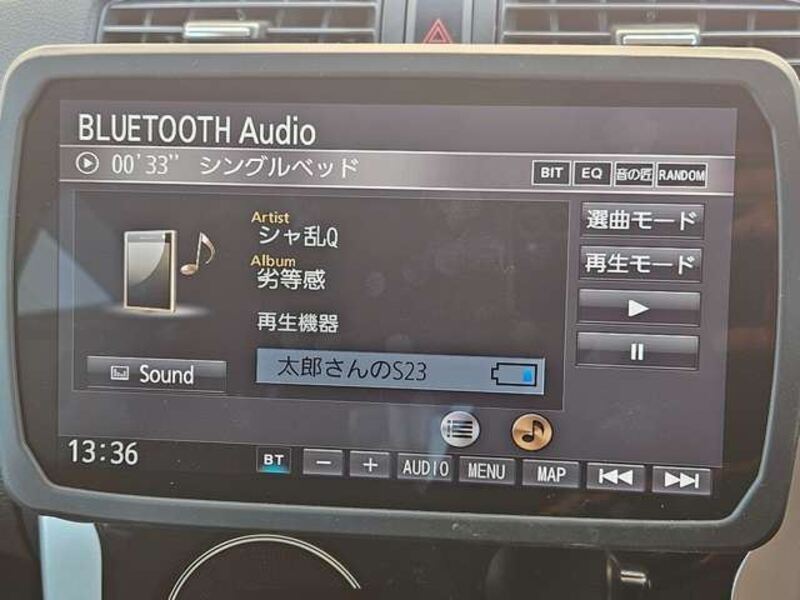 BLUETOOTH Audio
00'33" シングルベッド
BIT EQ 音の匠 RANDOM
Artist
シャ乱Q
Album
劣等感
再生機器
太郎さんのS23
Sound
選曲モード
再生モード
13:36
BT − + AUDIO MENU MAP